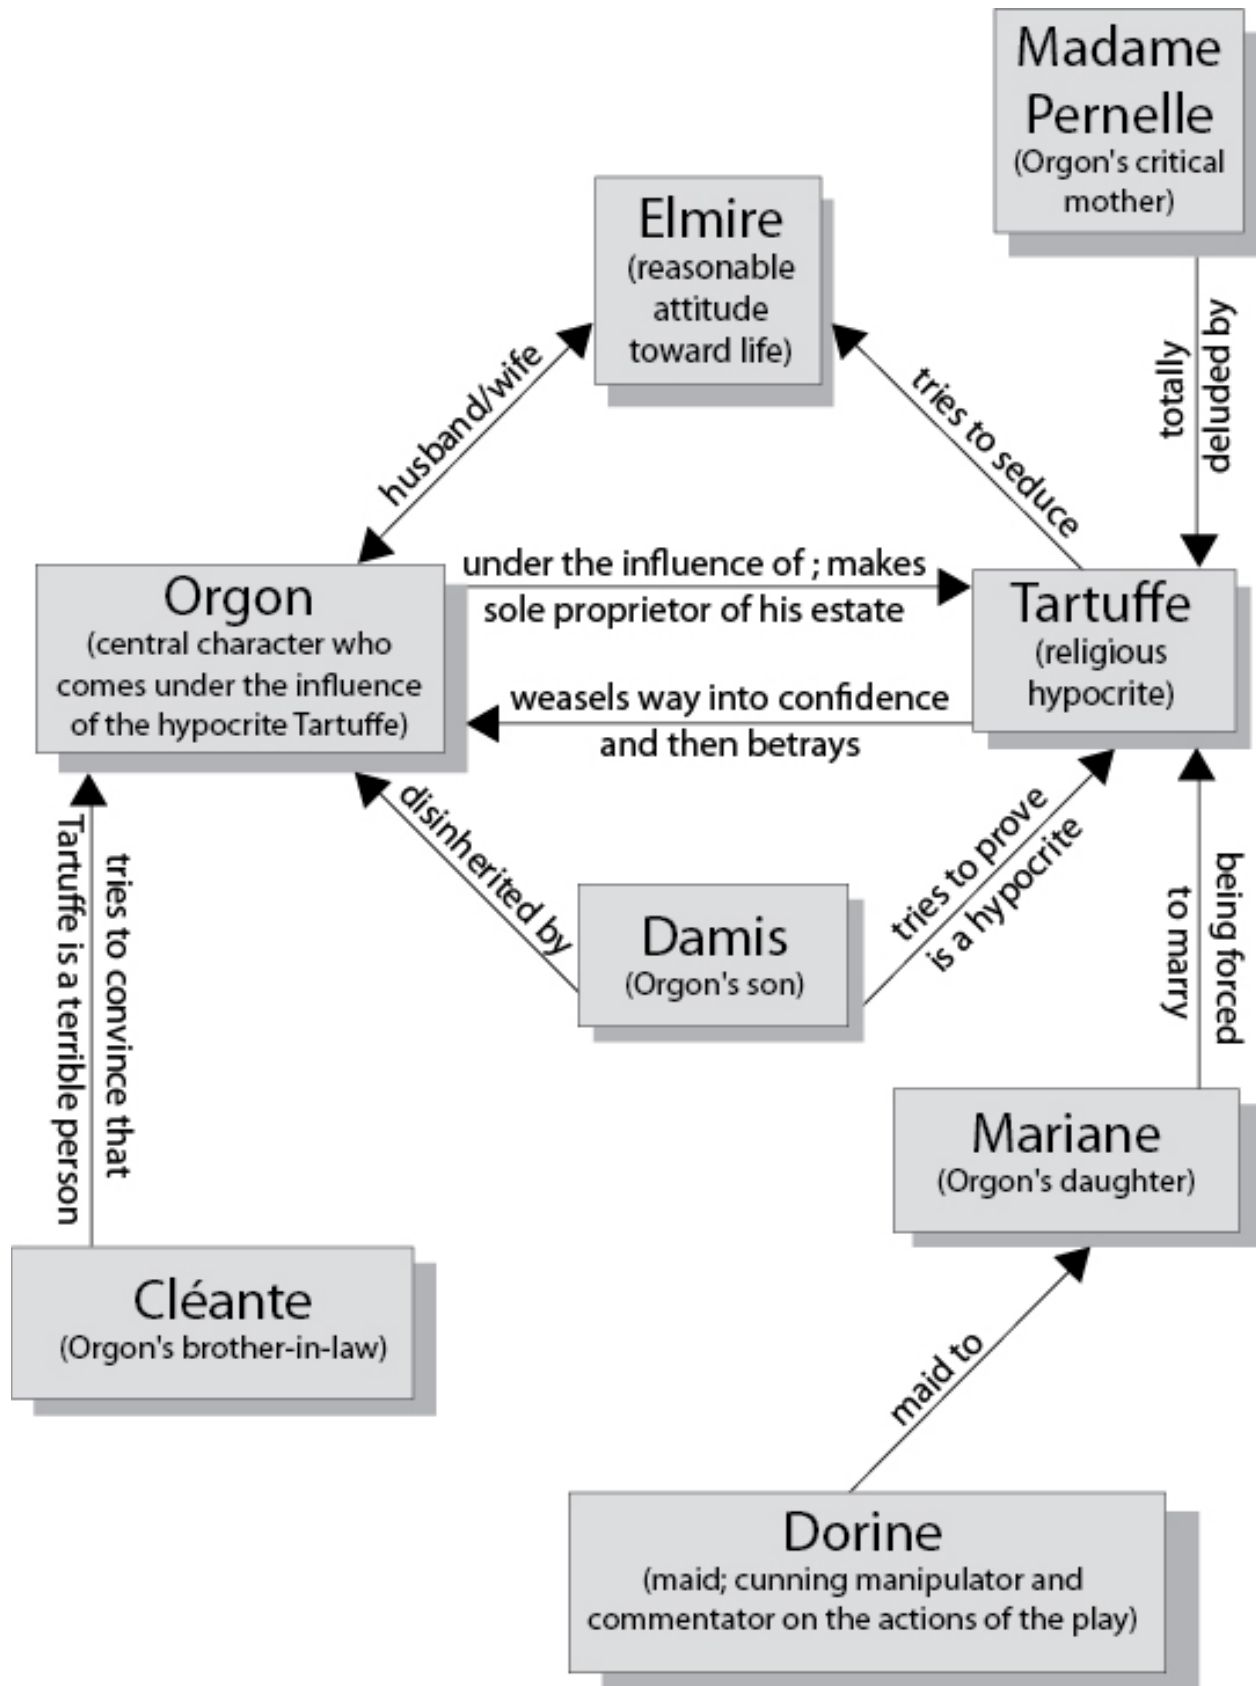 Madame
Pernelle
(Orgon's critical
mother)
Elmire
(reasonable
attitude
toward life)
husband/wife
tries to seduce
totally
deluded by
Orgon
(central character who
comes under the influence
of the hypocrite Tartuffe)
under the influence of ; makes
sole proprietor of his estate
weasels way into confidence
and then betrays
Tartuffe
(religious
hypocrite)
tries to convince that
Tartuffe is a terrible person
disinherited by
Damis
(Orgon's son)
tries to prove
is a hypocrite
being forced
to marry
Mariane
(Orgon's daughter)
Cléante
(Orgon's brother-in-law)
maid to
Dorine
(maid; cunning manipulator and
commentator on the actions of the play)